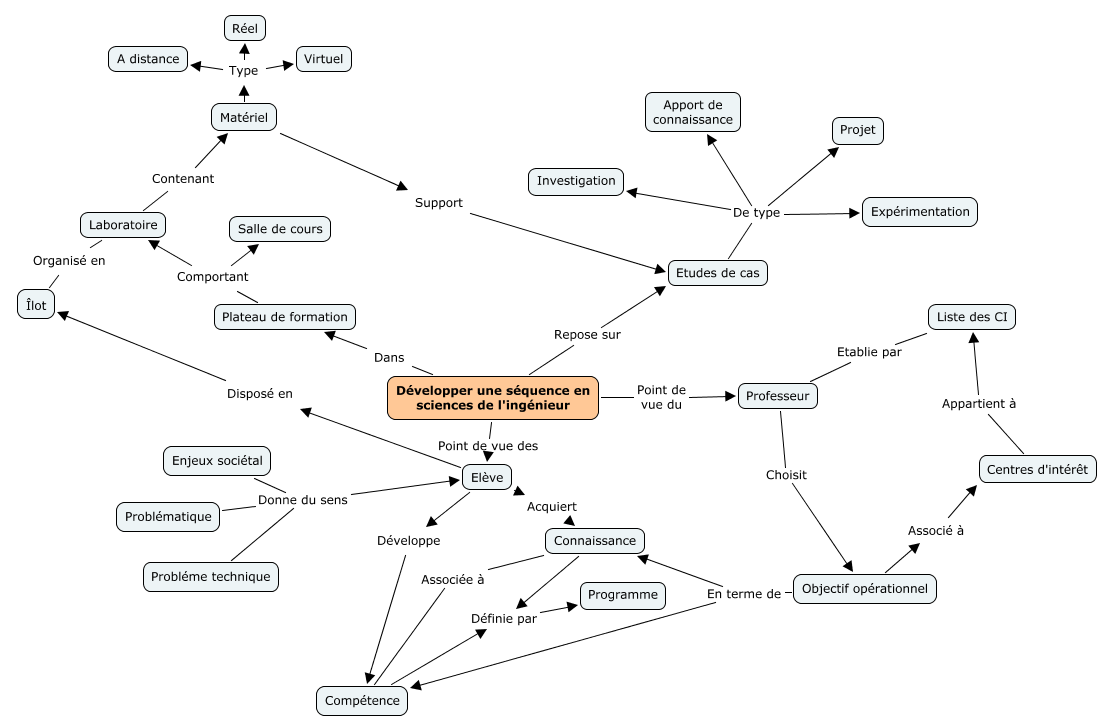 Réel
A distance
Virtuel
Type
Matériel
Apport de
connaissance
Projet
Contenant
Investigation
Support
De type
Expérimentation
Laboratoire
Salle de cours
Organisé en
Comportant
Etudes de cas
Îlot
Plateau de formation
Liste des CI
Repose sur
Dans
Etablie par
Disposé en
Développer une séquence en
sciences de l'ingénieur
Point de
vue du
Professeur
Appartient à
Point de vue des
Enjeux sociétal
Elève
Choisit
Centres d'intérêt
Donne du sens
Problématique
Acquiert
Développe
Connaissance
Associé à
Probléme technique
Associée à
Programme
En terme de
Objectif opérationnel
Définie par
Compétence